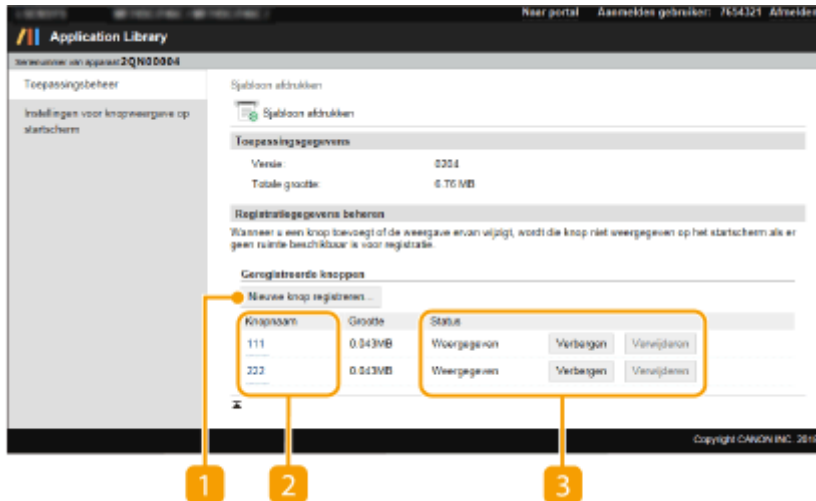 Naar portal Aanmelden gebruiker: 7654321 Afmelden
Application Library
Serienummer van apparaat:2QN00004
Toepassingsbeheer
Instellingen voor knopweergave op
startscherm
Sjabloon afdrukken
Sjabloon afdrukken
Toepassingsgegevens
Versie: 0204
Totale grootte: 6.76 MB
Registratiegegevens beheren
Wanneer u een knop toevoegt of de weergave ervan wijzigt, wordt die knop niet weergegeven op het startscherm als er
geen ruimte beschikbaar is voor registratie.
Geregistreerde knoppen
Nieuwe knop registreren...
Knopnaam Grootte Status
111 0.043MB Weergegeven Verbergen Verwijderen
222 0.043MB Weergegeven Verbergen Verwijderen
Copyright CANON INC. 2016
1 2 3